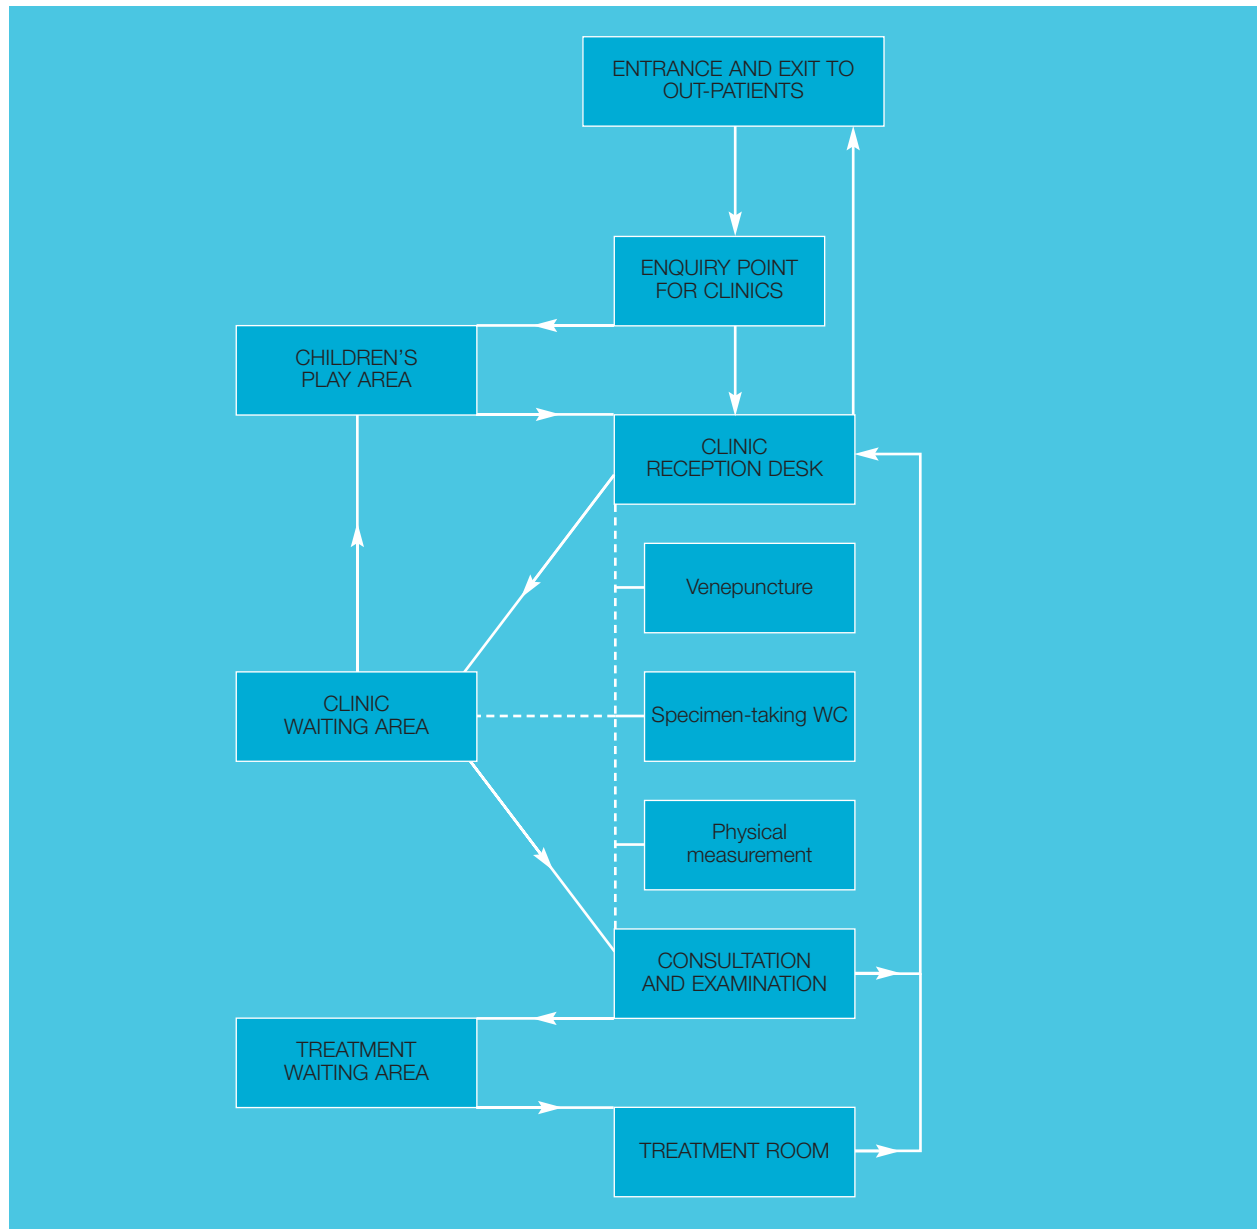 ENTRANCE AND EXIT TO
OUT-PATIENTS
ENQUIRY POINT
FOR CLINICS
CHILDREN’S
PLAY AREA
CLINIC
RECEPTION DESK
Venepuncture
CLINIC
WAITING AREA
Specimen-taking WC
Physical
measurement
CONSULTATION
AND EXAMINATION
TREATMENT
WAITING AREA
TREATMENT ROOM